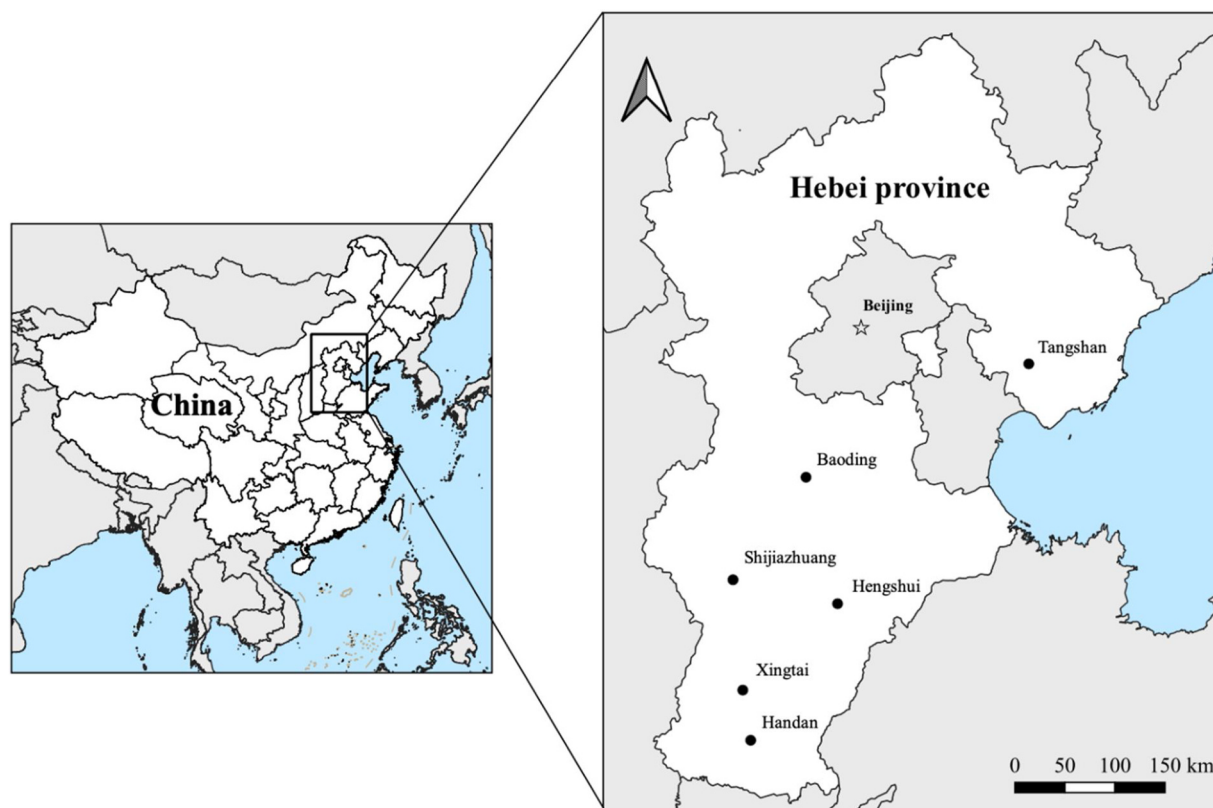 China
Hebei province
Beijing
Tangshan
Baoding
Shijiazhuang
Hengshui
Xingtai
Handan
0 50 100 150 km